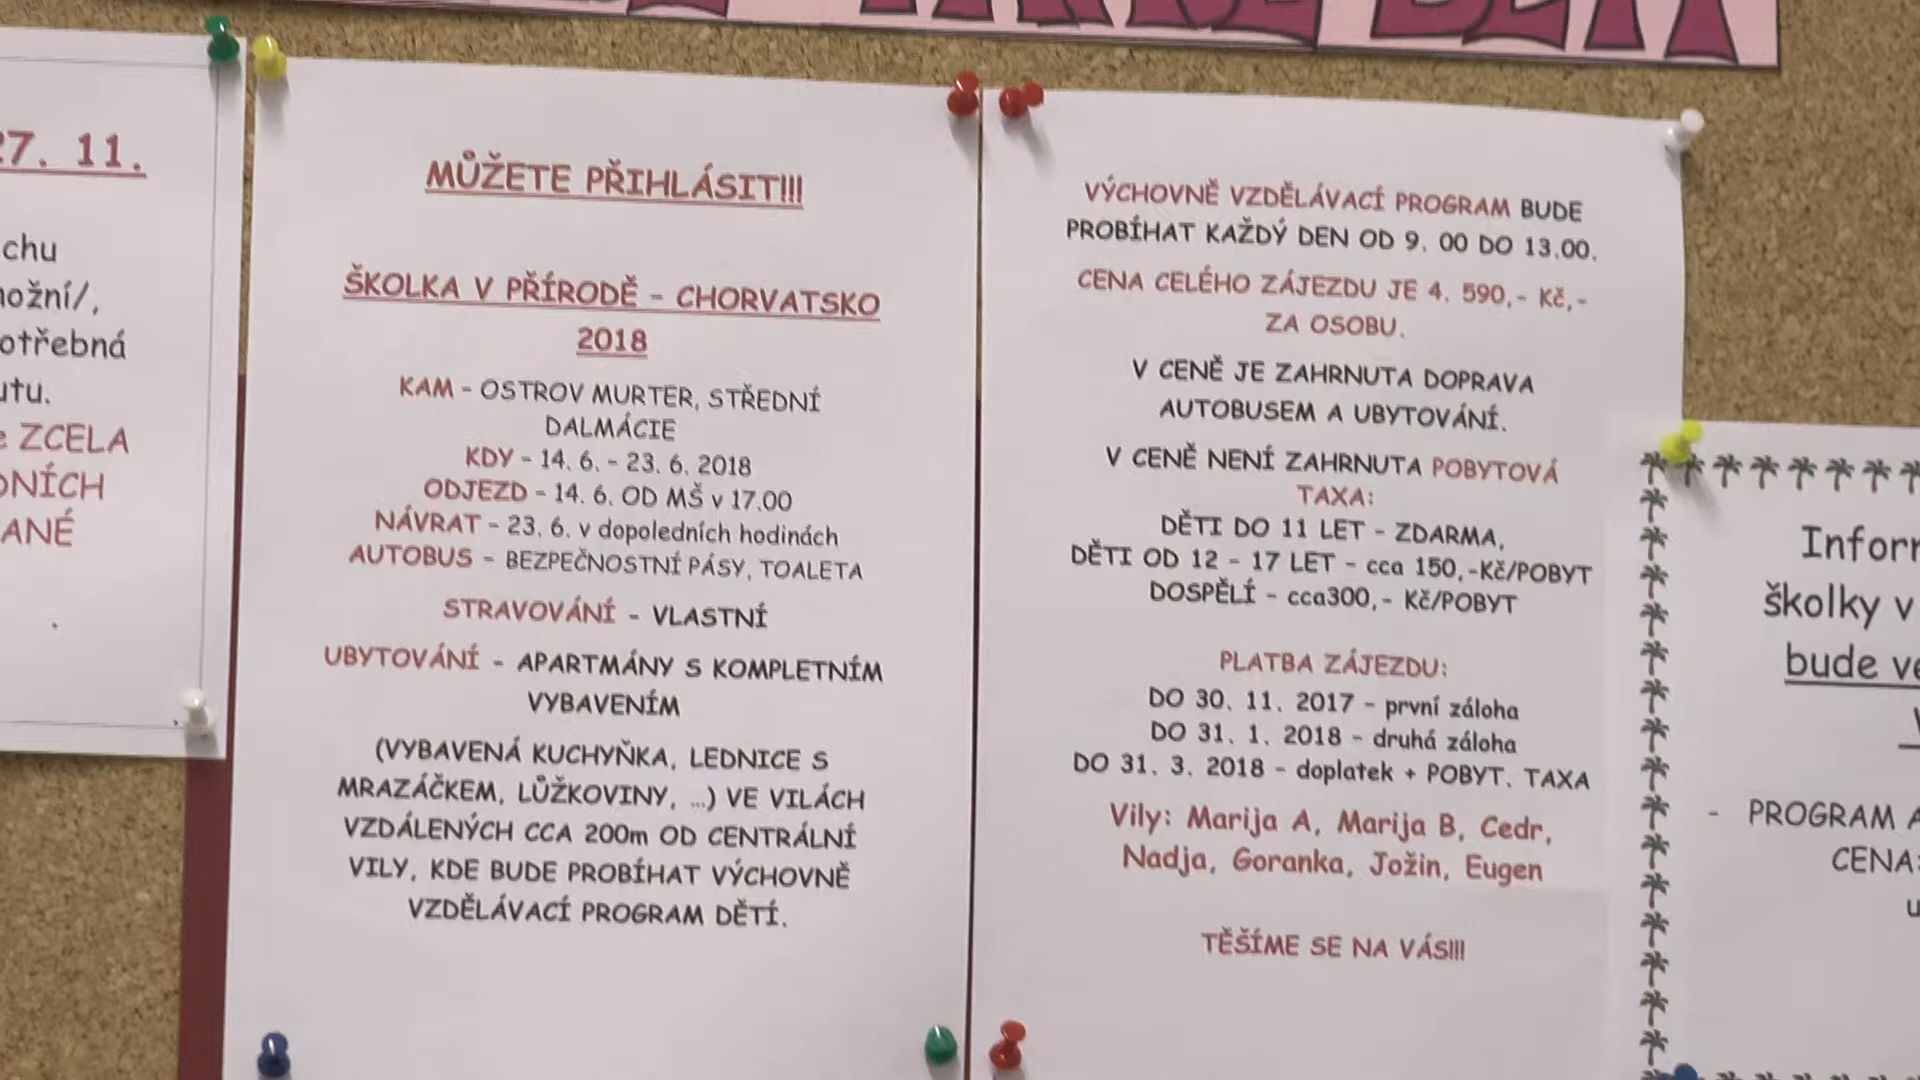 27. 11.
chu
otřebná
utu.
ZCELA
MŮŽETE PŘIHLÁSIT!!!
ŠKOLKA V PŘÍRODĚ - CHORVATSKO
2018
KAM - OSTROV MURTER, STŘEDNÍ
DALMÁCIE
KDY - 14. 6. - 23. 6. 2018
ODJEZD - 14. 6. OD MŠ v 17.00
NÁVRAT - 23. 6. v dopoledních hodinách
AUTOBUS - BEZPEČNOSTNÍ PÁSY, TOALETA
STRAVOVÁNÍ - VLASTNÍ
UBYTOVÁNÍ - APARTMÁNY S KOMPLETNÍM
VYBAVENÍM
(VYBAVENÁ KUCHYŇKA, LEDNICE S
MRAZÁČKEM, LŮŽKOVINY, ...) VE VILÁCH
VZDÁLENÝCH CCA 200m OD CENTRÁLNÍ
VILY, KDE BUDE PROBÍHAT VÝCHOVNĚ
VZDĚLÁVACÍ PROGRAM DĚTÍ.
VÝCHOVNĚ VZDĚLÁVACÍ PROGRAM BUDE
PROBÍHAT KAŽDÝ DEN OD 9. 00 DO 13.00.
CENA CELÉHO ZÁJEZDU JE 4. 590,- Kč,-
ZA OSOBU.
V CENĚ JE ZAHRNUTA DOPRAVA
AUTOBUSEM A UBYTOVÁNÍ.
V CENĚ NENÍ ZAHRNUTA POBYTOVÁ
TAXA:
DĚTI DO 11 LET - ZDARMA,
DĚTI OD 12 - 17 LET - cca 150,-Kč/POBYT
DOSPĚLÍ - cca300,- Kč/POBYT
PLATBA ZÁJEZDU:
DO 30. 11. 2017 - první záloha
DO 31. 1. 2018 - druhá záloha
DO 31. 3. 2018 - doplatek + POBYT. TAXA
Vily: Marija A, Marija B, Cedr,
Nadja, Goranka, Jožin, Eugen
TĚŠÍME SE NA VÁS!!!
Infor
školky v
bude ve
- PROGRAM A
CENA: